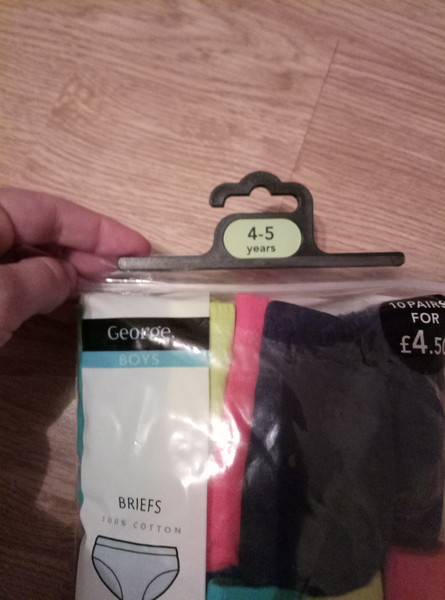 4-5
years
10 PAIRS
FOR
£4.50
George.
BOYS
BRIEFS
100% COTTON